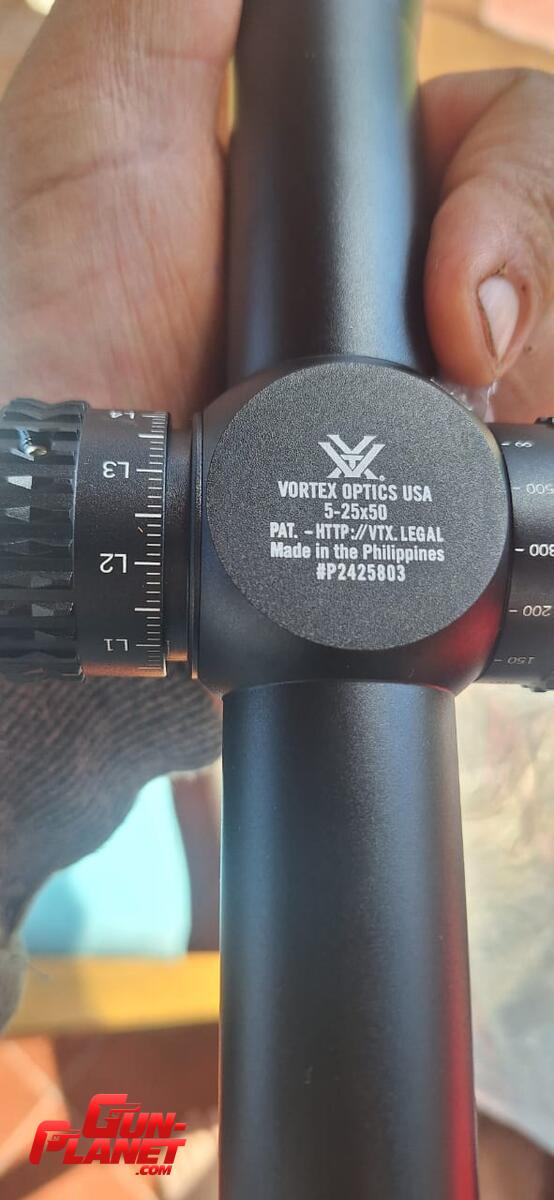 VORTEX OPTICS USA
5-25x50
PAT. - HTTP://VTX.LEGAL
Made in the Philippines
#P2425803
L4
L3
L2
L1
∞
500
300
200
150
GUN-
PLANET
.COM